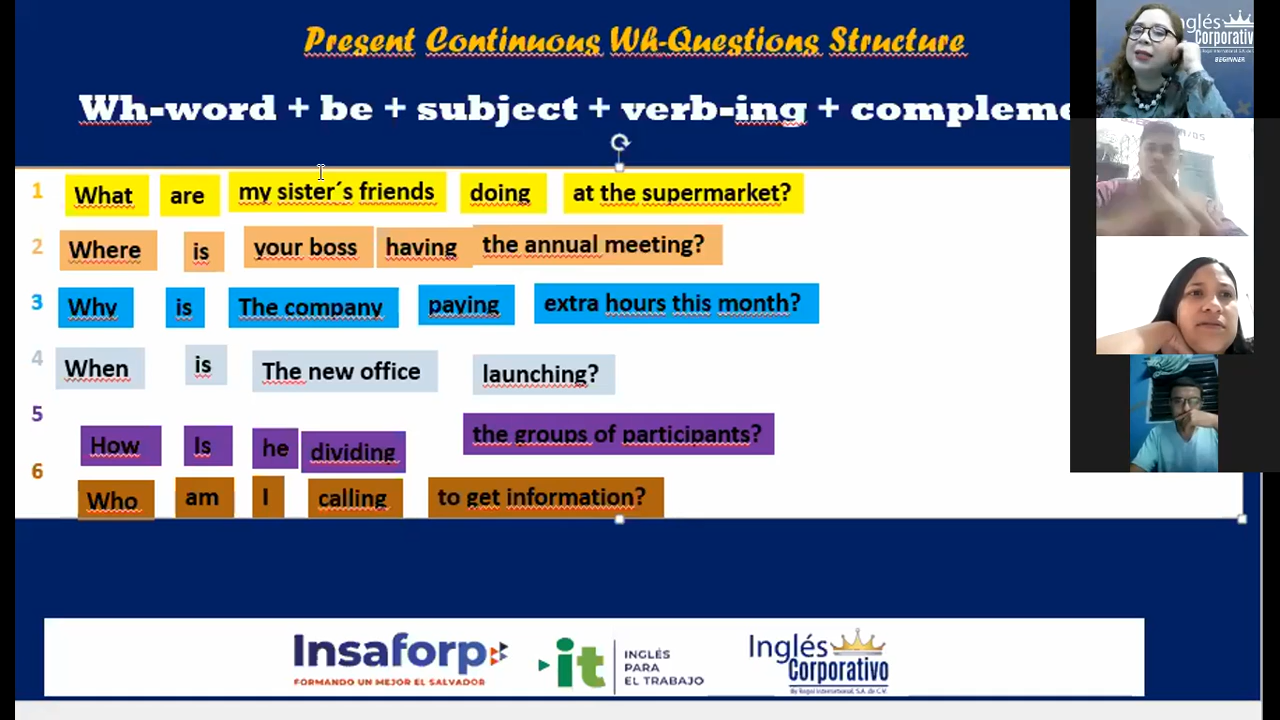 Present Continuous Wh-Questions Structure
Wh-word + be + subject + verb-ing + compleme
1 What are my sister´s friends doing at the supermarket?
2 Where is your boss having the annual meeting?
3 Why is The company paying extra hours this month?
4 When is The new office launching?
5 How Is he dividing the groups of participants?
6 Who am I calling to get information?
Insaforp
FORMANDO UN MEJOR EL SALVADOR
it
INGLÉS
PARA
EL TRABAJO
Inglés
Corporativo
nglés
Corporativ
BEGINNER